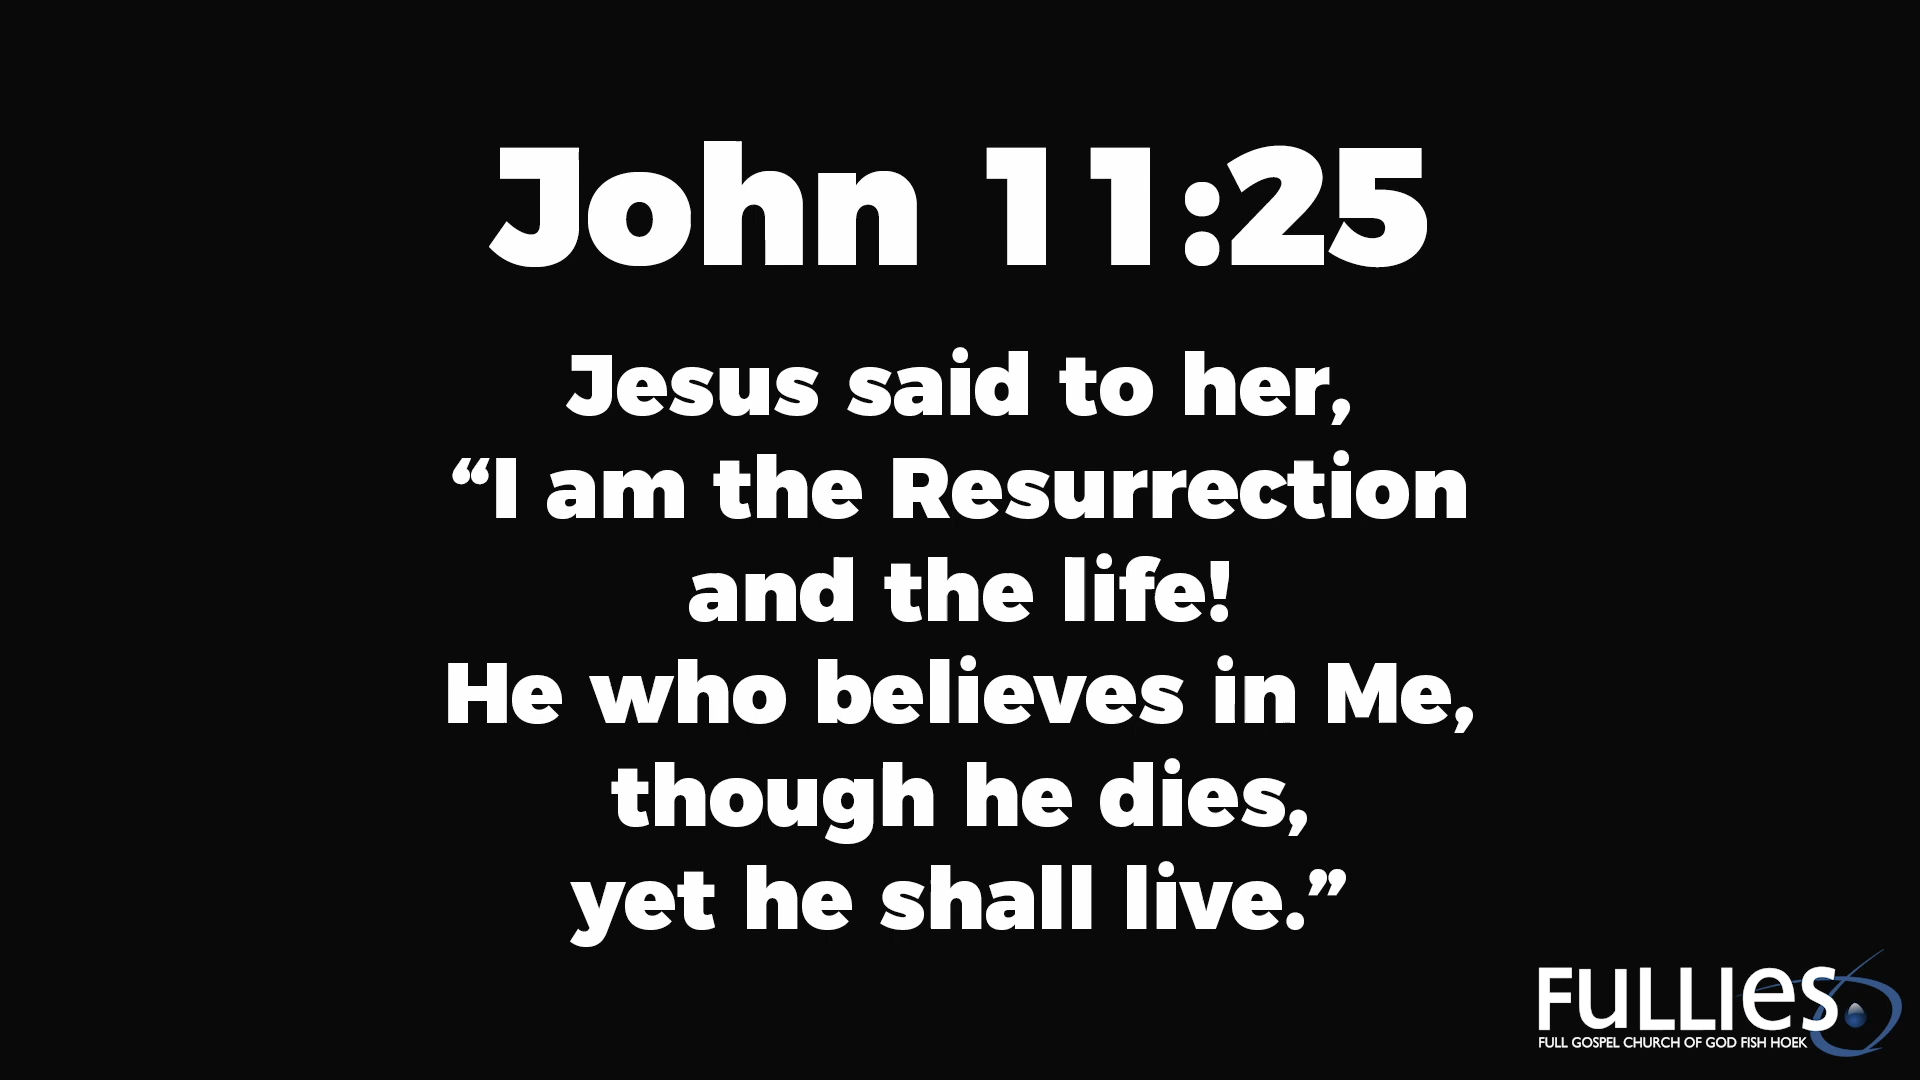 John 11:25
Jesus said to her,
“I am the Resurrection
and the life!
He who believes in Me,
though he dies,
yet he shall live.”
FuLLIeS.
FULL GOSPEL CHURCH OF GOD FISH HOEK